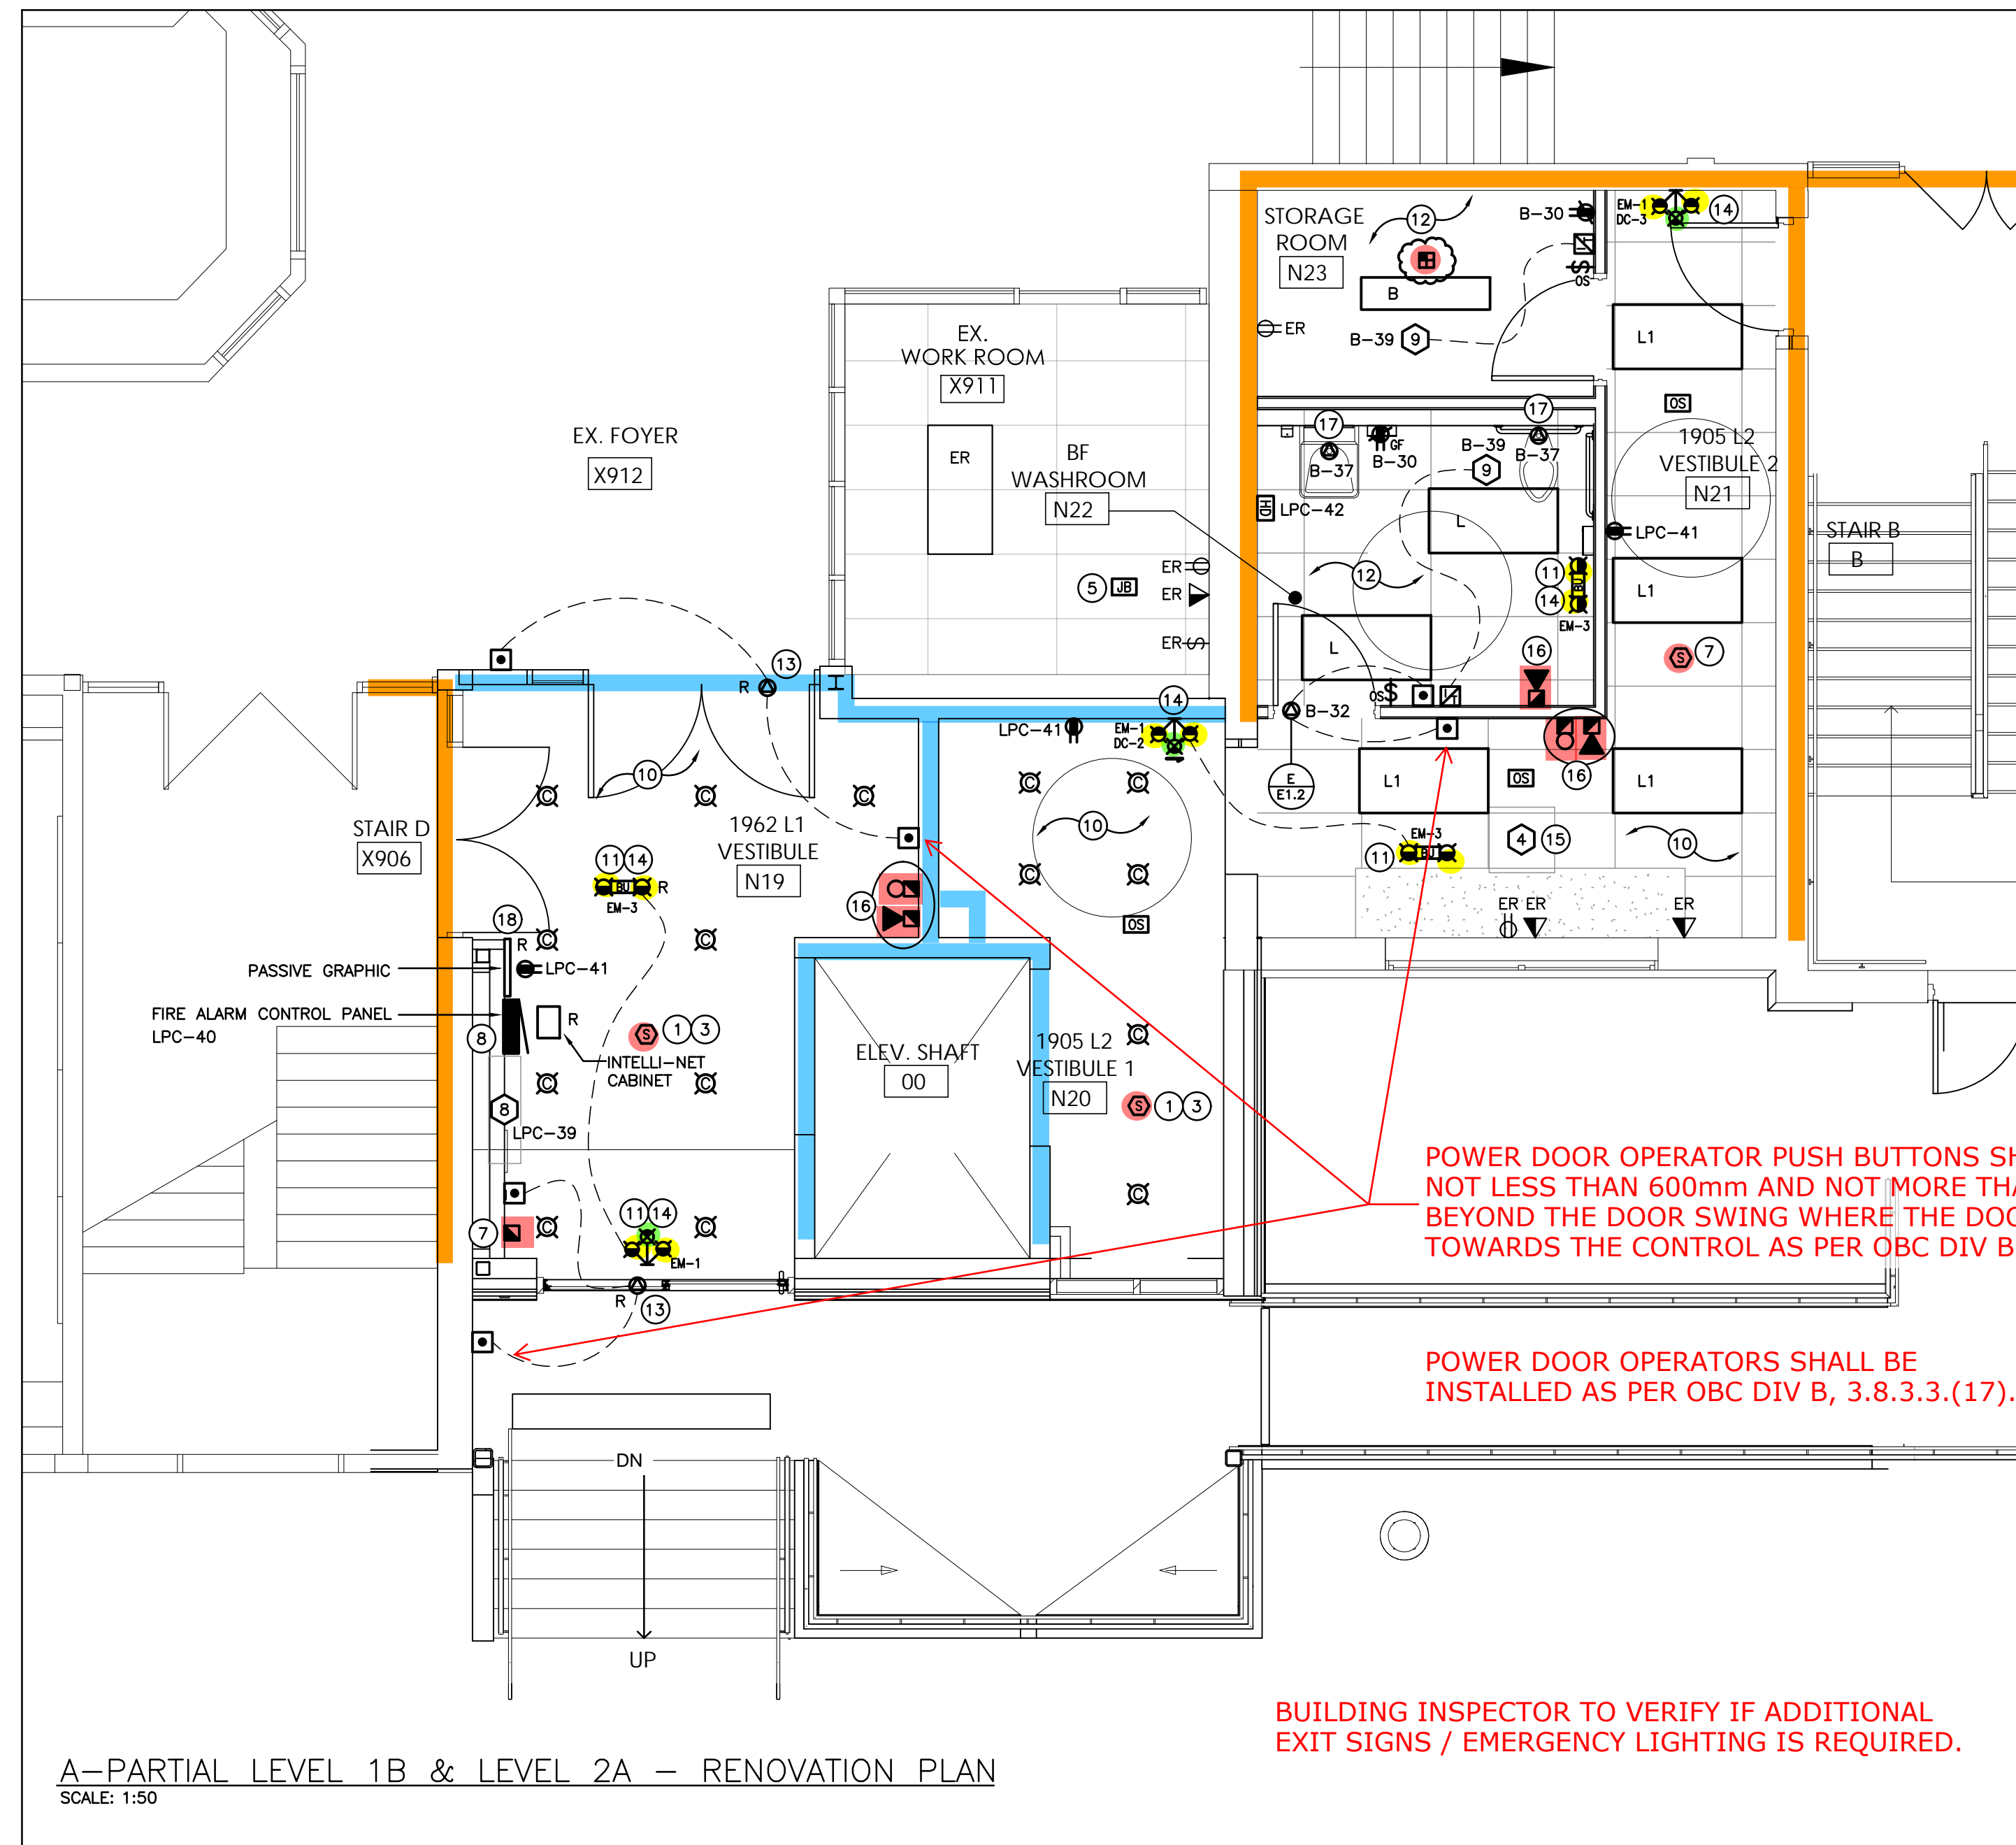 STORAGE
ROOM
N23
12
B-30
OS
EM-1
DC-3
14
B
ER
B-39
9
L1
EX.
WORK ROOM
X911
ER
OS
17
17
GF
B-37
B-30
B-39
9
B-37
1905 L2
VESTIBULE 2
N21
EX. FOYER
X912
BF
WASHROOM
N22
HD
LPC-42
L
LPC-41
STAIR B
B
5
JB
ER
ER
ER
12
11
14
BU
EM-3
L1
L
16
S
7
13
R
OS
S
B-32
14
LPC-41
EM-1
DC-2
16
E
E1.2
L1
OS
L1
10
10
STAIR D
X906
1962 L1
VESTIBULE
N19
11
14
BU
R
EM-3
16
EM-3
11
BU
4
15
10
ER
ER
ER
OS
18
R
PASSIVE GRAPHIC
LPC-41
FIRE ALARM CONTROL PANEL
LPC-40
R
8
S
1
3
INTELLI-NET
CABINET
ELEV. SHAFT
00
1905 L2
VESTIBULE 1
N20
S
1
3
8
LPC-39
7
11
14
EM-1
R
13
POWER DOOR OPERATOR PUSH BUTTONS
NOT LESS THAN 600mm AND NOT MORE
BEYOND THE DOOR SWING WHERE THE
TOWARDS THE CONTROL AS PER OBC DIV B
POWER DOOR OPERATORS SHALL BE
INSTALLED AS PER OBC DIV B, 3.8.3.3.(17).
DN
UP
BUILDING INSPECTOR TO VERIFY IF ADDITIONAL
EXIT SIGNS / EMERGENCY LIGHTING IS REQUIRED.
A-PARTIAL LEVEL 1B & LEVEL 2A - RENOVATION PLAN
SCALE: 1:50